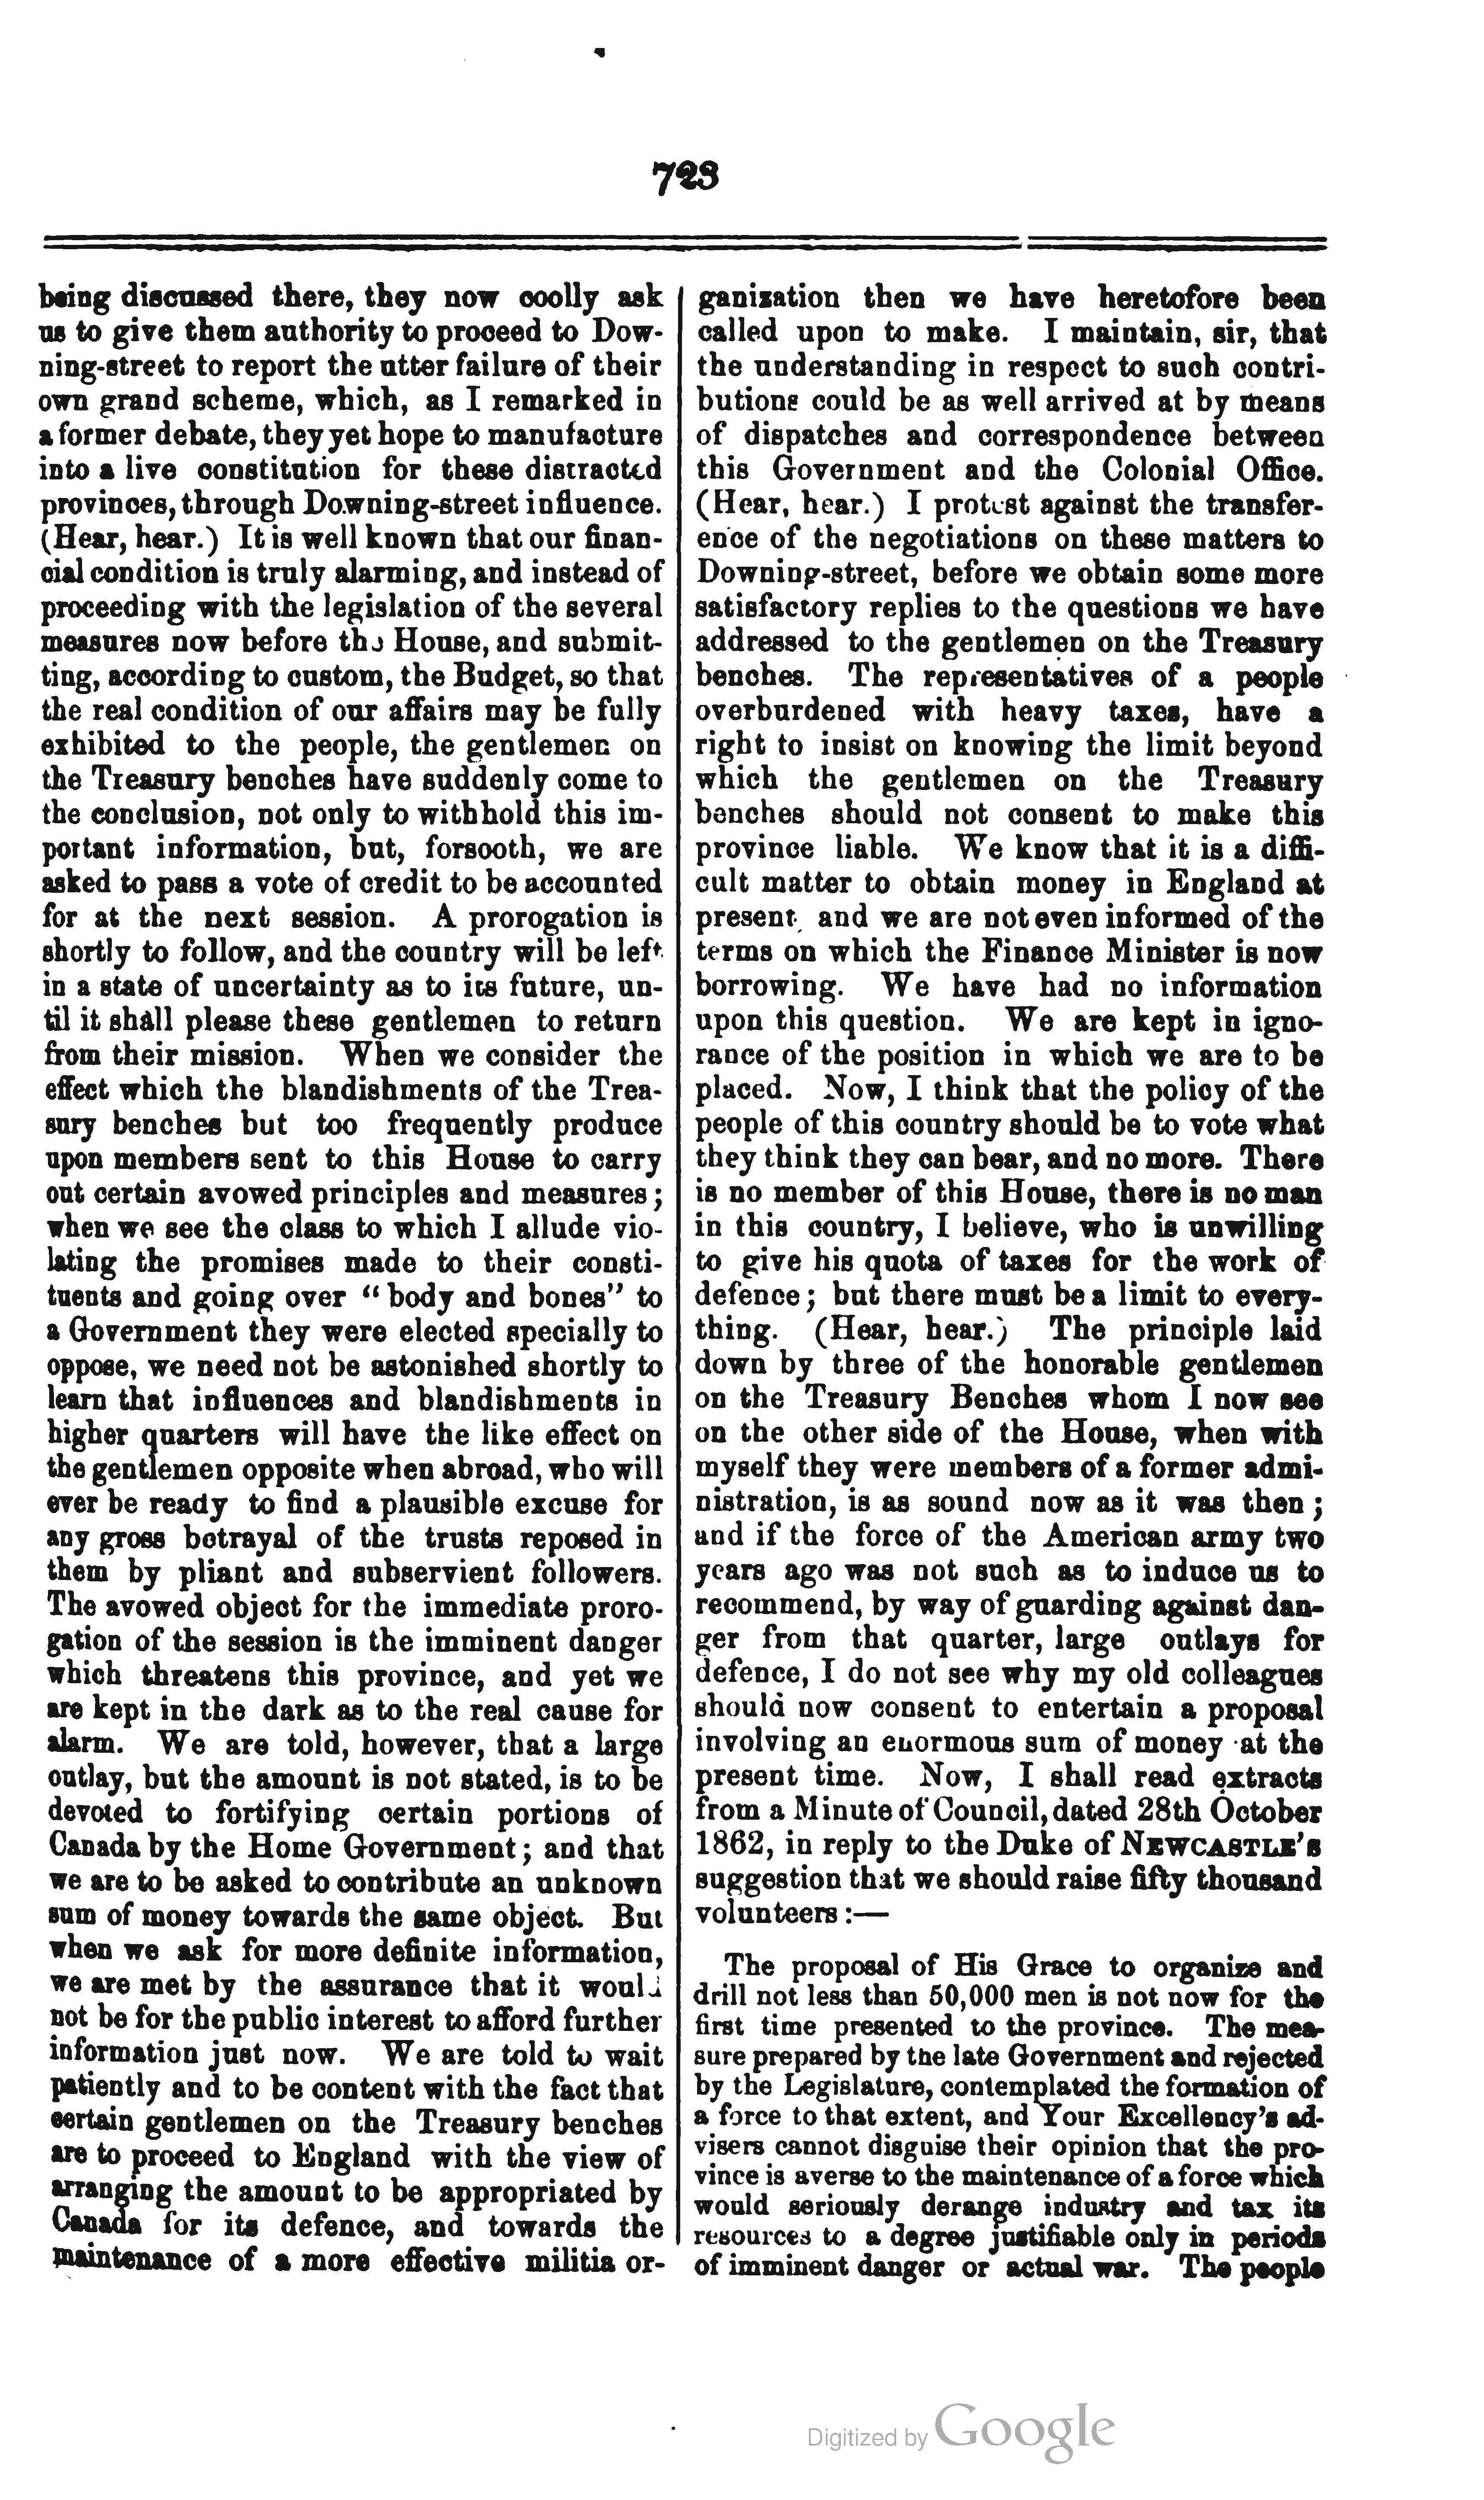 723
being discussed there, they now coolly ask
us to give them authority to proceed to Dow-
ning-street to report the utter failure of their
own grand scheme, which, as I remarked in
a former debate, they yet hope to manufacture
into a live constitution for these distracted
provinces, through Downing-street influence.
(Hear, hear.) It is well known that our finan-
cial condition is truly alarming, and instead of
proceeding with the legislation of the several
measures now before the House, and submit-
ting, according to custom, the Budget, so that
the real condition of our affairs may be fully
exhibited to the people, the gentlemen on
the Treasury benches have suddenly come to
the conclusion, not only to withhold this im-
portant information, but, forsooth, we are
asked to pass a vote of credit to be accounted
for at the next session. A prorogation is
shortly to follow, and the country will be left
in a state of uncertainty as to its future, un-
til it shall please these gentlemen to return
from their mission. When we consider the
effect which the blandishments of the Trea-
sury benches but too frequently produce
upon members sent to this House to carry
out certain avowed principles and measures;
when we see the class to which I allude vio-
lating the promises made to their consti-
tuents and going over "body and bones" to
a Government they were elected specially to
oppose, we need not be astonished shortly to
learn that influences and blandishments in
higher quarters will have the like effect on
the gentlemen opposite when abroad, who will
ever be ready to find a plausible excuse for
any gross betrayal of the trusts reposed in
them by pliant and subservient followers.
The avowed object for the immediate proro-
gation of the session is the imminent danger
which threatens this province, and yet we
are kept in the dark as to the real cause for
alarm. We are told, however, that a large
outlay, but the amount is not stated, is to be
devoted to fortifying certain portions of
Canada by the Home Government; and that
we are to be asked to contribute an unknown
sum of money towards the same object. But
when we ask for more definite information,
we are met by the assurance that it would
not be for the public interest to afford further
information just now. We are told to wait
patiently and to be content with the fact that
certain gentlemen on the Treasury benches
are to proceed to England with the view of
arranging the amount to be appropriated by
Canada for its defence, and towards the
maintenance of a more effective militia or-
ganization then we have heretofore been
called upon to make. I maintain, sir, that
the understanding in respect to such contri-
butions could be as well arrived at by means
of dispatches and correspondence between
this Government and the Colonial Office.
(Hear, hear.) I protest against the transfer-
ence of the negotiations on these matters to
Downing-street, before we obtain some more
satisfactory replies to the questions we have
addressed to the gentlemen on the Treasury
benches. The representatives of a people
overburdened with heavy taxes, have a
right to insist on knowing the limit beyond
which the gentlemen on the Treasury
benches should not consent to make this
province liable. We know that it is a diffi-
cult matter to obtain money in England at
present, and we are not even informed of the
terms on which the Finance Minister is now
borrowing. We have had no information
upon this question. We are kept in igno-
rance of the position in which we are to be
placed. Now, I think that the policy of the
people of this country should be to vote what
they think they can bear, and no more. There
is no member of this House, there is no man
in this country, I believe, who is unwilling
to give his quota of taxes for the work of
defence; but there must be a limit to every-
thing. (Hear, hear.) The principle laid
down by three of the honorable gentlemen
on the Treasury Benches whom I now see
on the other side of the House, when with
myself they were members of a former admi-
nistration, is as sound now as it was then;
and if the force of the American army two
years ago was not such as to induce us to
recommend, by way of guarding against dan-
ger from that quarter, large outlays for
defence, I do not see why my old colleagues
should now consent to entertain a proposal
involving an enormous sum of money at the
present time. Now, I shall read extracts
from a Minute of Council, dated 28th October
1862, in reply to the Duke of NEWCASTLE'S
suggestion that we should raise fifty thousand
volunteers:—
The proposal of His Grace to organize and
drill not less than 50,000 men is not now for the
first time presented to the province. The mea-
sure prepared by the late Government and rejected
by the Legislature, contemplated the formation of
a force to that extent, and Your Excellency's ad-
visers cannot disguise their opinion that the pro-
vince is averse to the maintenance of a force which
would seriously derange industry and tax its
resources to a degree justifiable only in periods
of imminent danger or actual war. The people
Digitized by Google